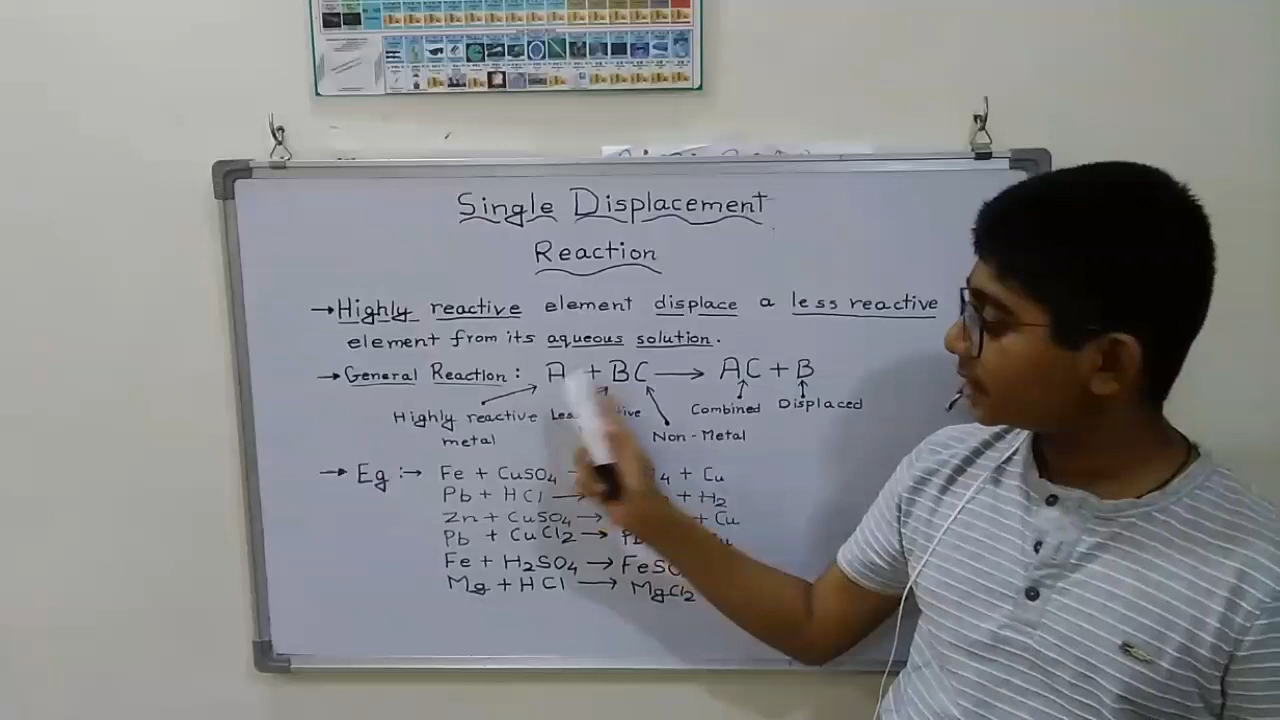 Single Displacement
Reaction
→ Highly reactive element displace a less reactive
element from its aqueous solution.
→ General Reaction : A + BC → AC + B
Highly reactive
metal
Non-Metal
Combined
Displaced
→ Eg :→ Fe + CuSO4 + Cu
Pb + HCl → + H2
Zn + CuSO4 → + Cu
Pb + CuCl2 →
Fe + H2SO4 →
Mg + HCl → MgCl2